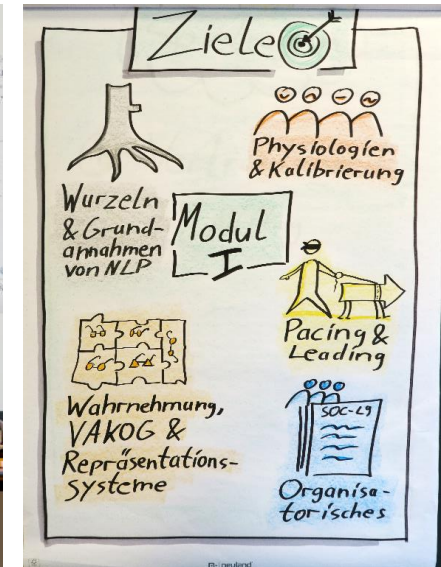 Ziele
Physiologien
& Kalibrierung
Wurzeln
& Grund-
annahmen
von NLP
Modul
I
Pacing &
Leading
Wahrnehmung,
VAKOG &
Repräsentations-
systeme
SOC-L9
Organisa-
torisches
neuland